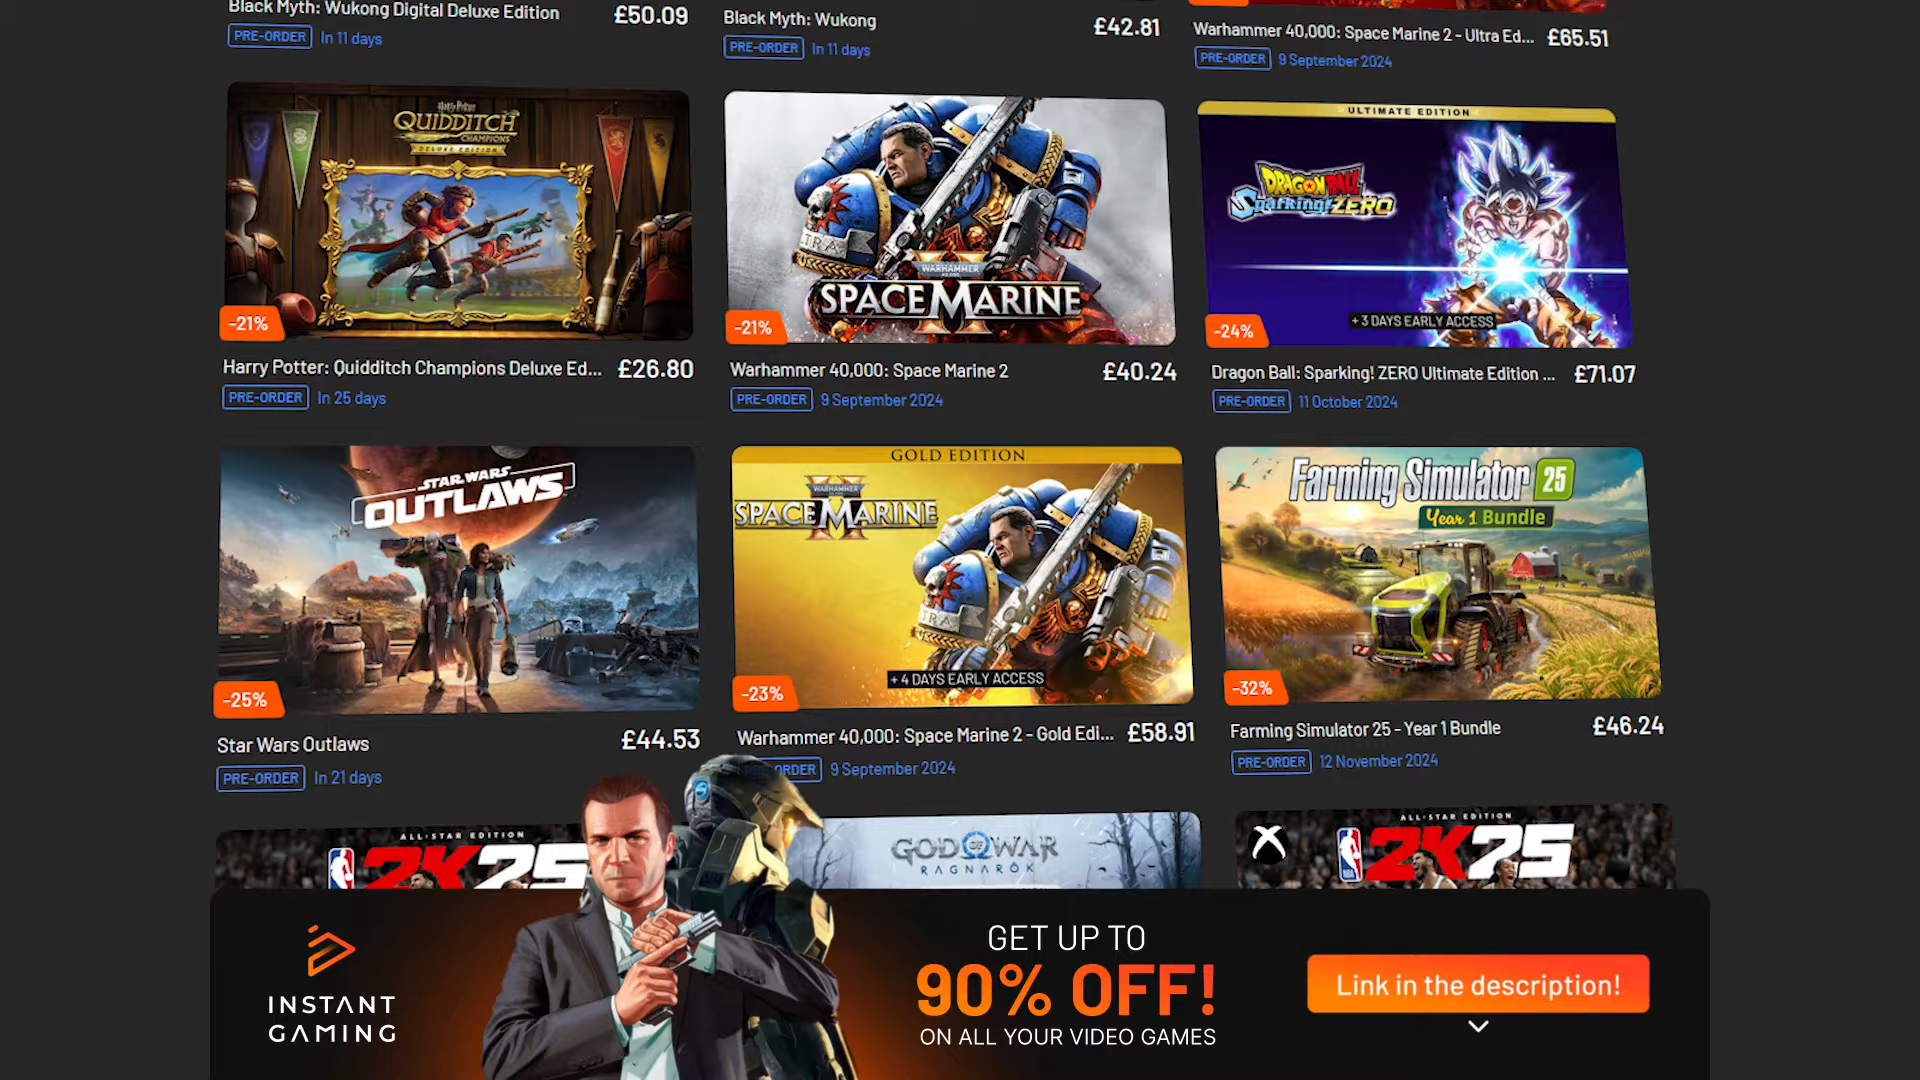 Black Myth: Wukong Digital Deluxe Edition £50.09
PRE-ORDER In 11 days
Black Myth: Wukong £42.81
PRE-ORDER In 11 days
Warhammer 40,000: Space Marine 2 - Ultra Ed... £65.51
PRE-ORDER 9 September 2024
Harry Potter
QUIDDITCH
CHAMPIONS
DELUXE EDITION
-21%
Harry Potter: Quidditch Champions Deluxe Ed... £26.80
PRE-ORDER In 25 days
WARHAMMER
40,000
SPACE MARINE
-21%
Warhammer 40,000: Space Marine 2 £40.24
PRE-ORDER 9 September 2024
ULTIMATE EDITION
DRAGON BALL
Sparking! ZERO
+ 3 DAYS EARLY ACCESS
-24%
Dragon Ball: Sparking! ZERO Ultimate Edition ... £71.07
PRE-ORDER 11 October 2024
STAR WARS
OUTLAWS
-25%
Star Wars Outlaws £44.53
PRE-ORDER In 21 days
GOLD EDITION
WARHAMMER
SPACE MARINE
+ 4 DAYS EARLY ACCESS
-23%
Warhammer 40,000: Space Marine 2 - Gold Edi... £58.91
ORDER 9 September 2024
Farming Simulator 25
Year 1 Bundle
-32%
Farming Simulator 25 - Year 1 Bundle £46.24
PRE-ORDER 12 November 2024
ALL-STAR EDITION
2K25
GOD OF WAR
RAGNARÖK
ALL-STAR EDITION
NBA
2K25
INSTANT
GAMING
GET UP TO
90% OFF!
ON ALL YOUR VIDEO GAMES
Link in the description!